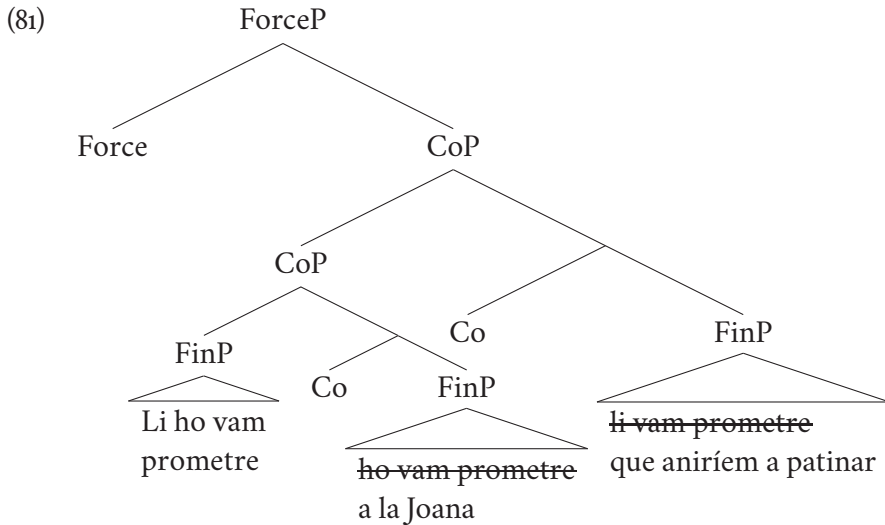 (81)
ForceP
Force
CoP
CoP
Co
FinP
FinP
Co
FinP
Li ho vam
prometre
ho vam prometre
a la Joana
li vam prometre
que aniríem a patinar